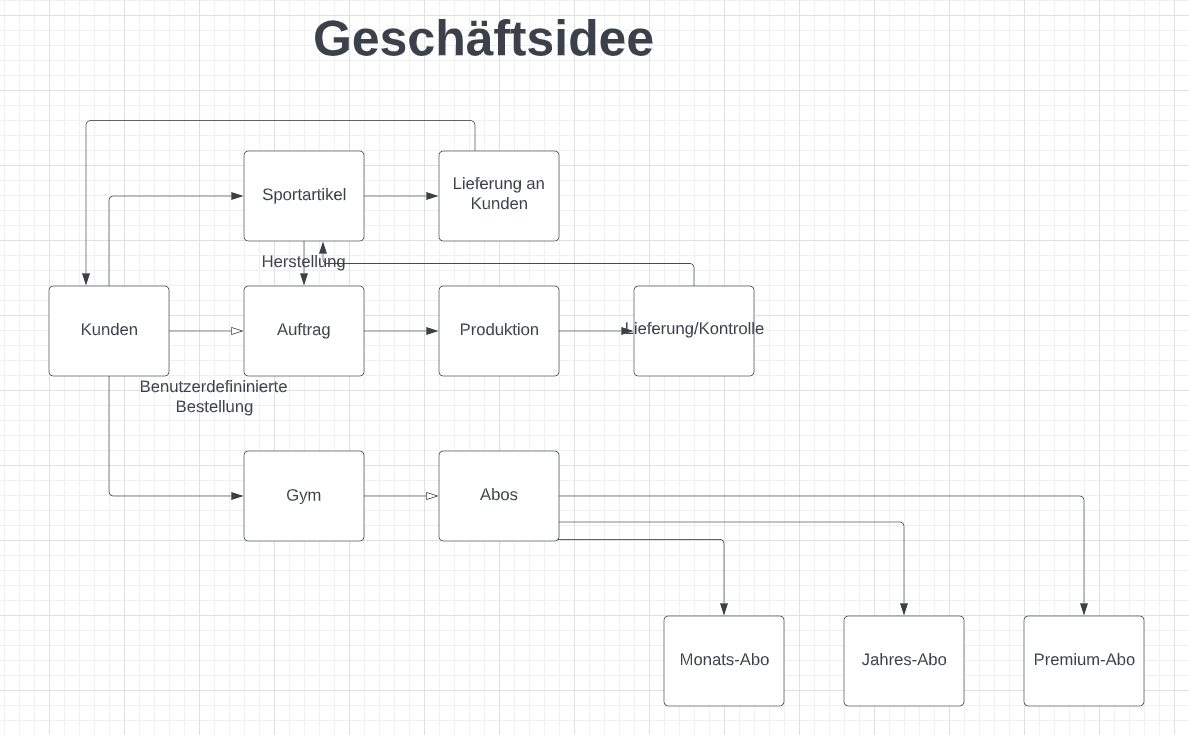 Geschäftsidee
Sportartikel
Lieferung an
Kunden
Herstellung
Kunden
Auftrag
Produktion
Lieferung/Kontrolle
Benutzerdefininierte
Bestellung
Gym
Abos
Monats-Abo
Jahres-Abo
Premium-Abo